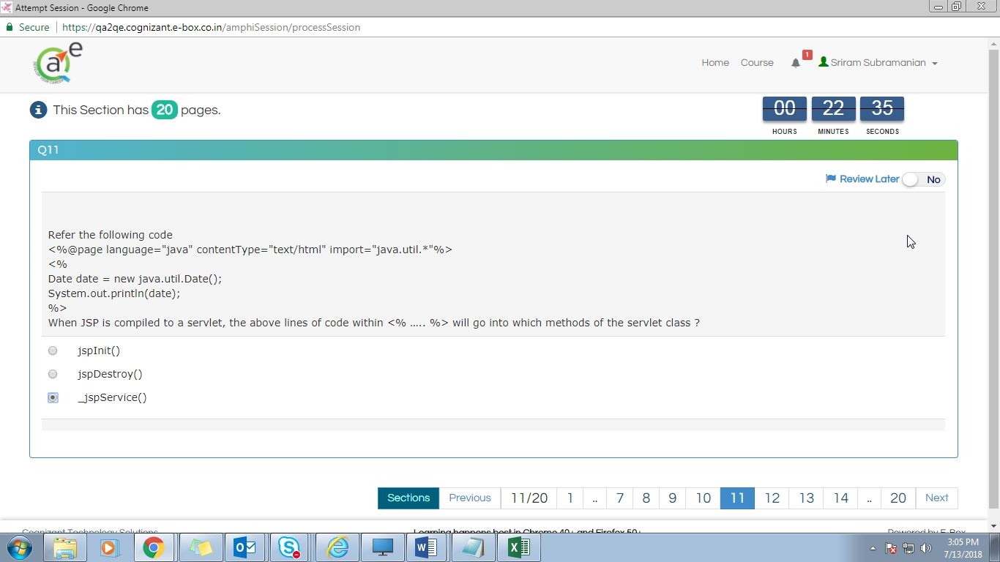 Attempt Session - Google Chrome
Secure | https://qa2qe.cognizant.e-box.co.in/amphiSession/processSession
a e
Home Course 1 Sriram Subramanian
This Section has 20 pages.
00 22 35
HOURS MINUTES SECONDS
Q11
Review Later No
Refer the following code
<%@page language="java" contentType="text/html" import="java.util.*"%>
<%
Date date = new java.util.Date();
System.out.println(date);
%>
When JSP is compiled to a servlet, the above lines of code within <% ..... %> will go into which methods of the servlet class ?
jspInit()
jspDestroy()
_jspService()
Sections Previous 11/20 1 .. 7 8 9 10 11 12 13 14 .. 20 Next
Cognizant Technology Solutions Learning happens best in Chrome 40+ and Firefox 50+ Powered by E-Box
3:05 PM
7/13/2018